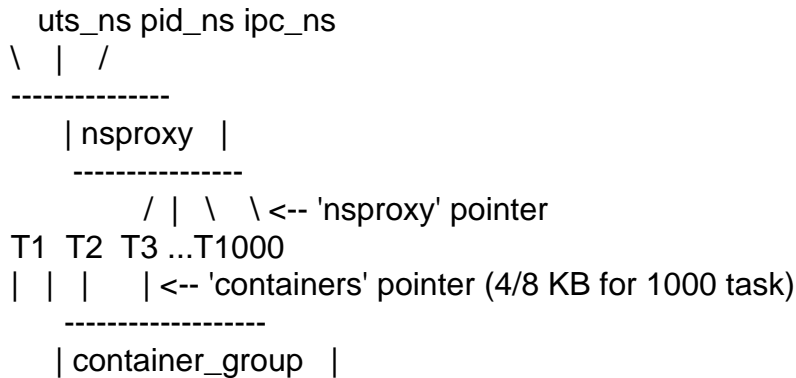 uts_ns pid_ns ipc_ns
\ | /
---------------
| nsproxy |
----------------
/ | \ \ <-- 'nsproxy' pointer
T1 T2 T3 ...T1000
| | | | <-- 'containers' pointer (4/8 KB for 1000 task)
-------------------
| container_group |